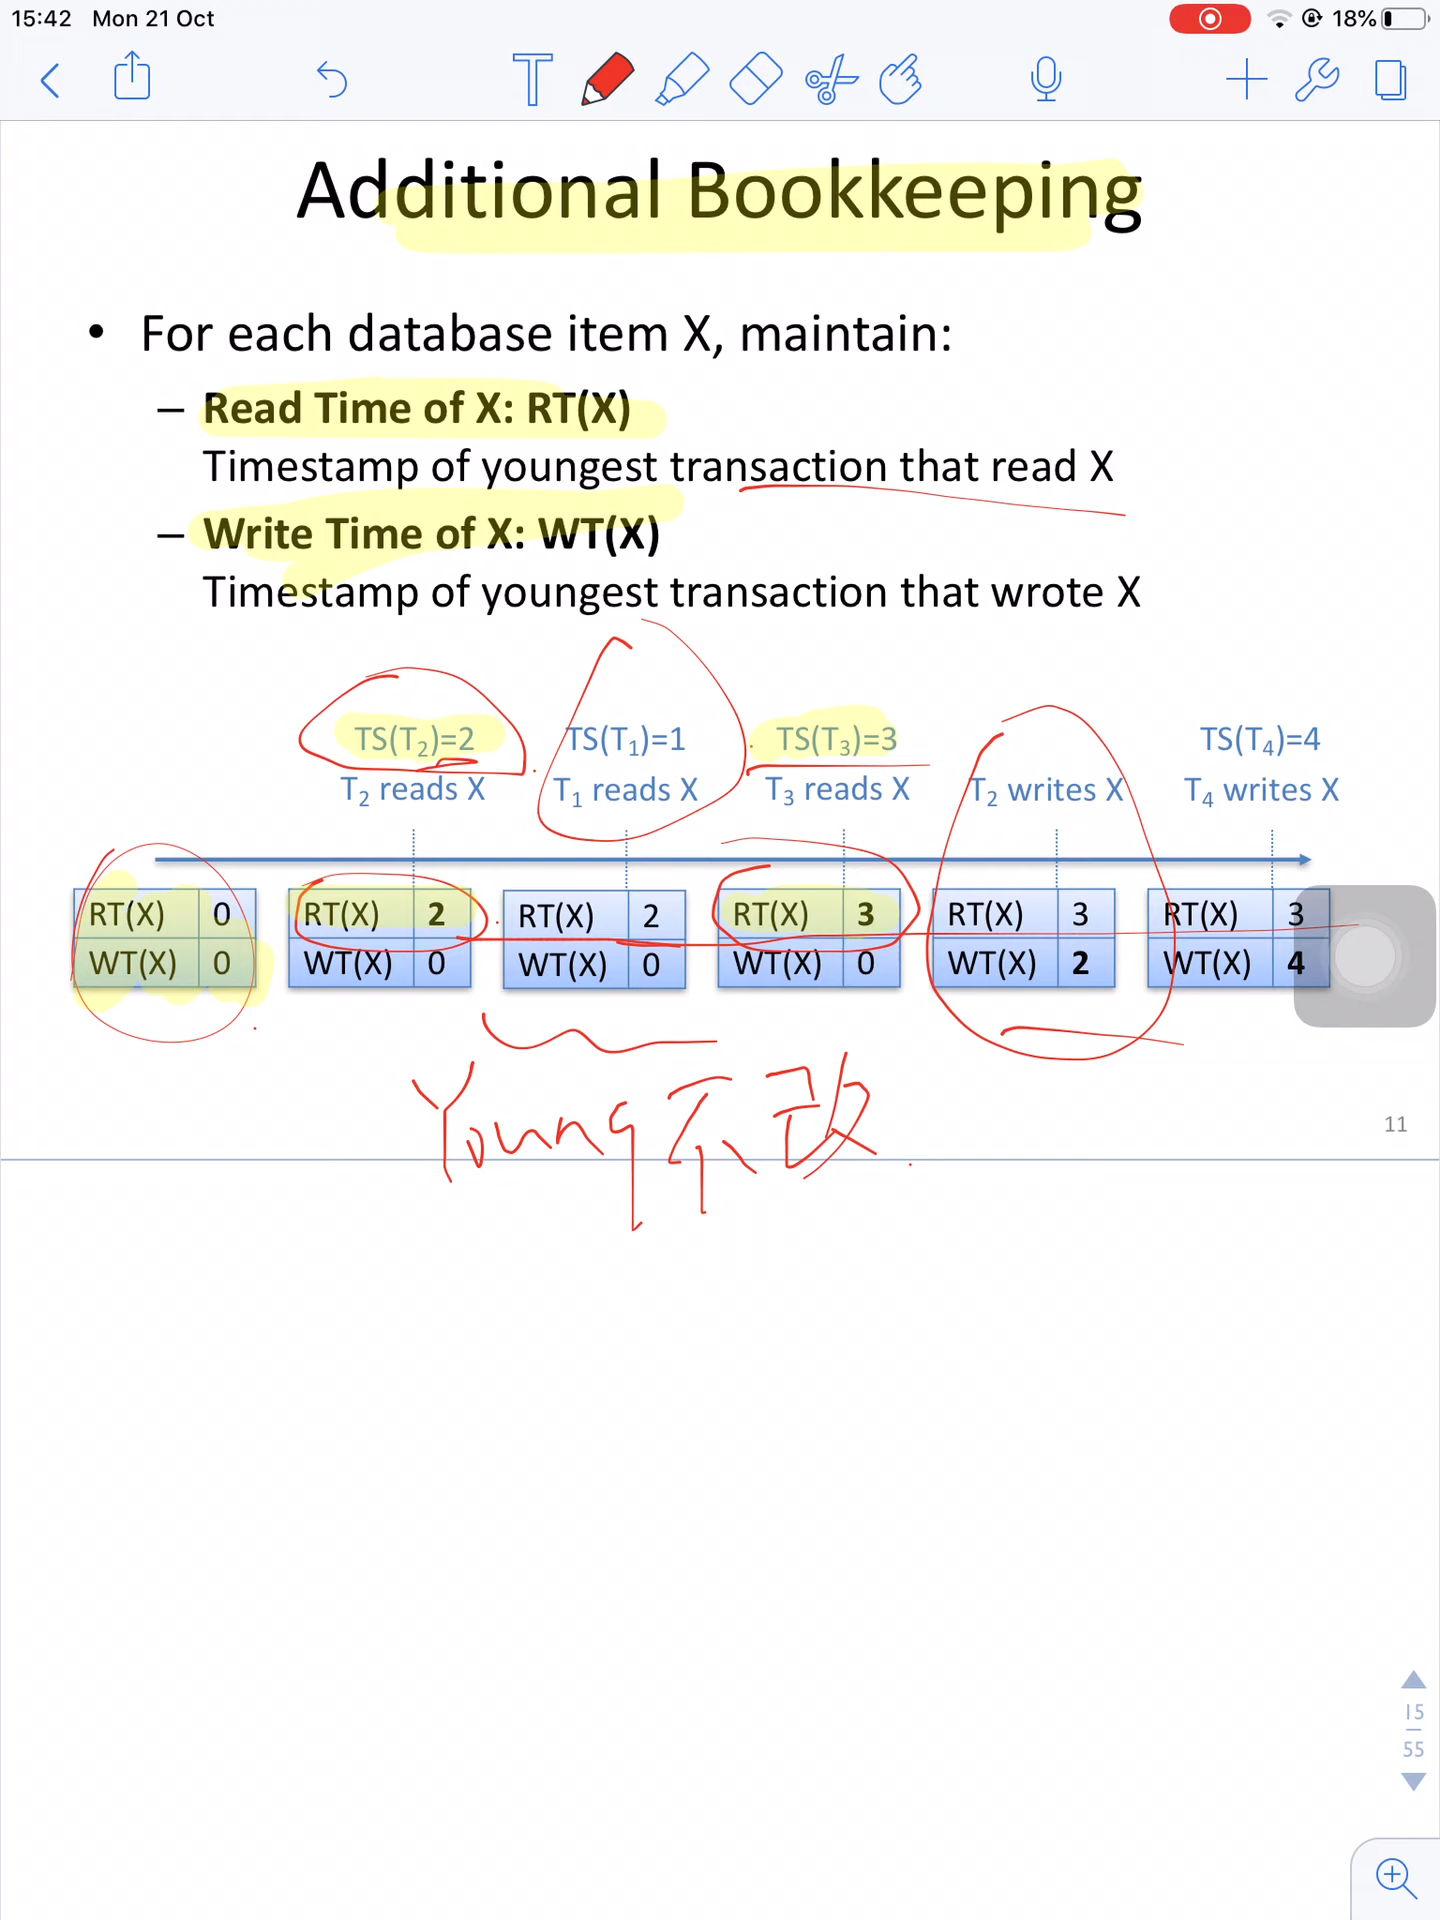 15:42 Mon 21 Oct 18%
T
Additional Bookkeeping
• For each database item X, maintain:
– Read Time of X: RT(X)
Timestamp of youngest transaction that read X
– Write Time of X: WT(X)
Timestamp of youngest transaction that wrote X
TS(T₂)=2 TS(T₁)=1 TS(T₃)=3 TS(T₄)=4
T₂ reads X T₁ reads X T₃ reads X T₂ writes X T₄ writes X
RT(X) 0 RT(X) 2 RT(X) 2 RT(X) 3 RT(X) 3 RT(X) 3
WT(X) 0 WT(X) 0 WT(X) 0 WT(X) 0 WT(X) 2 WT(X) 4
Young不改
11
15
55